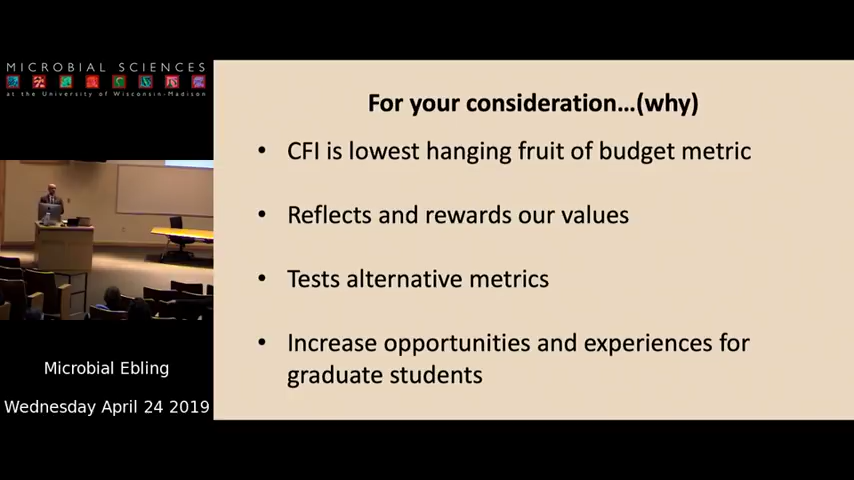 MICROBIAL SCIENCES
at the University of Wisconsin-Madison
For your consideration...(why)
• CFI is lowest hanging fruit of budget metric
• Reflects and rewards our values
• Tests alternative metrics
• Increase opportunities and experiences for
graduate students
Microbial Ebling
Wednesday April 24 2019